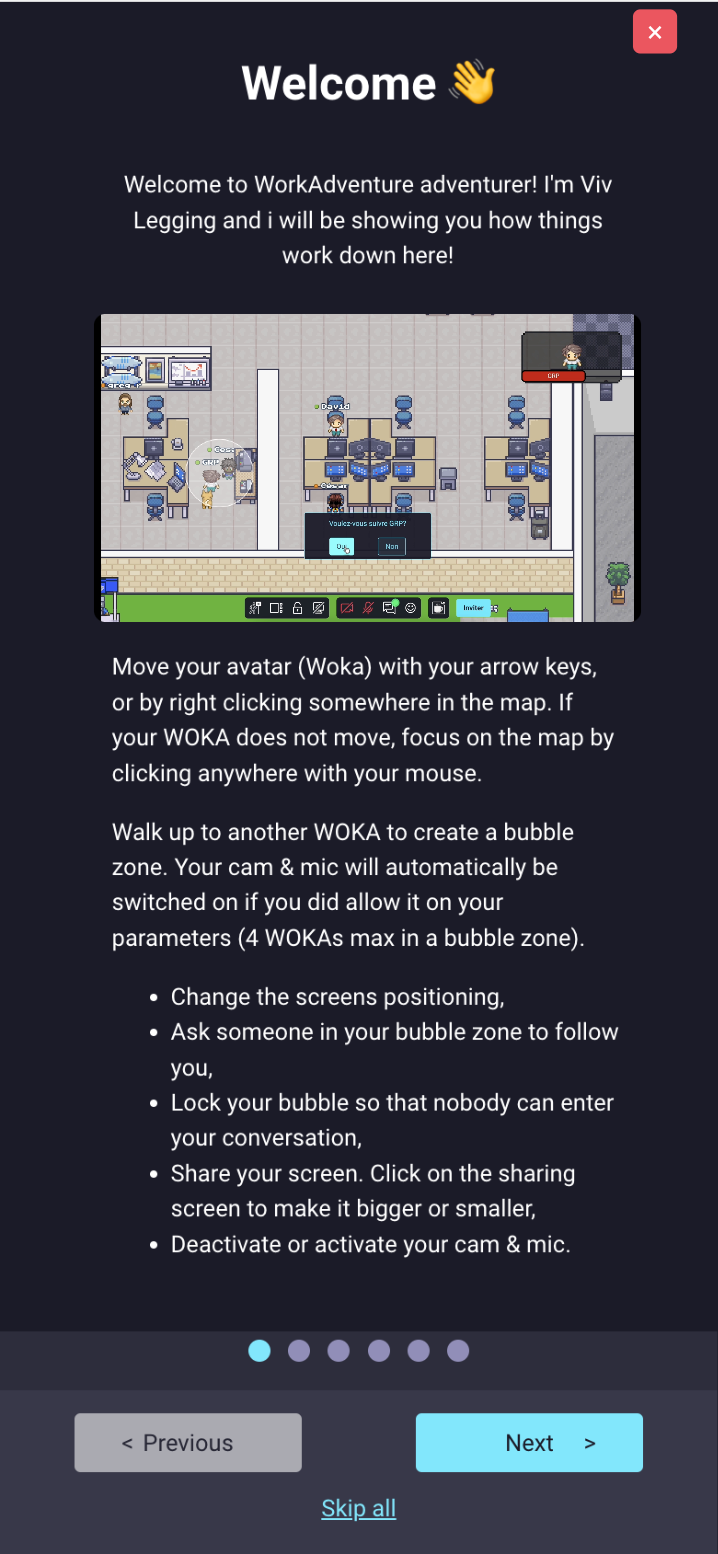 ×
Welcome 👋
Welcome to WorkAdventure adventurer! I'm Viv
Legging and i will be showing you how things
work down here!
GRP
David
GRP
Cesar
Voulez-vous suivre GRP?
Oui
Non
Inviter
Move your avatar (Woka) with your arrow keys,
or by right clicking somewhere in the map. If
your WOKA does not move, focus on the map by
clicking anywhere with your mouse.
Walk up to another WOKA to create a bubble
zone. Your cam & mic will automatically be
switched on if you did allow it on your
parameters (4 WOKAs max in a bubble zone).
• Change the screens positioning,
• Ask someone in your bubble zone to follow
you,
• Lock your bubble so that nobody can enter
your conversation,
• Share your screen. Click on the sharing
screen to make it bigger or smaller,
• Deactivate or activate your cam & mic.
< Previous
Next >
Skip all